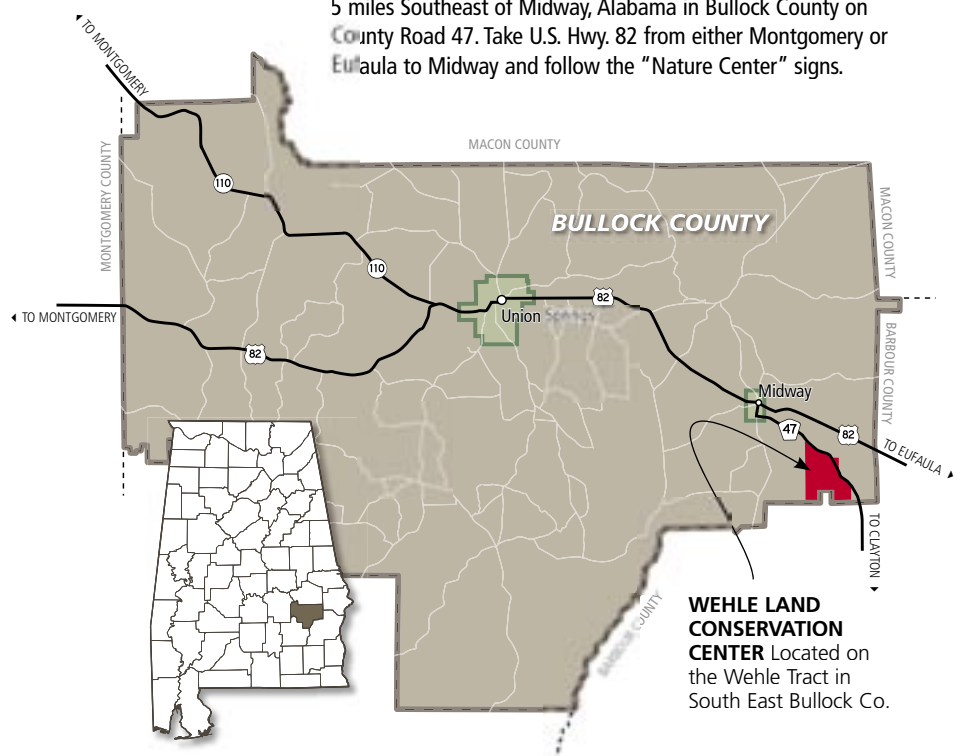 5 miles Southeast of Midway, Alabama in Bullock County on
County Road 47. Take U.S. Hwy. 82 from either Montgomery or
Eufaula to Midway and follow the “Nature Center” signs.
TO MONTGOMERY
MACON COUNTY
MONTGOMERY COUNTY
110
BULLOCK COUNTY
MACON COUNTY
110
82
Union Springs
TO MONTGOMERY
82
BARBOUR COUNTY
Midway
47
82
TO EUFAULA
TO CLAYTON
BARBOUR COUNTY
WEHLE LAND
CONSERVATION
CENTER Located on
the Wehle Tract in
South East Bullock Co.